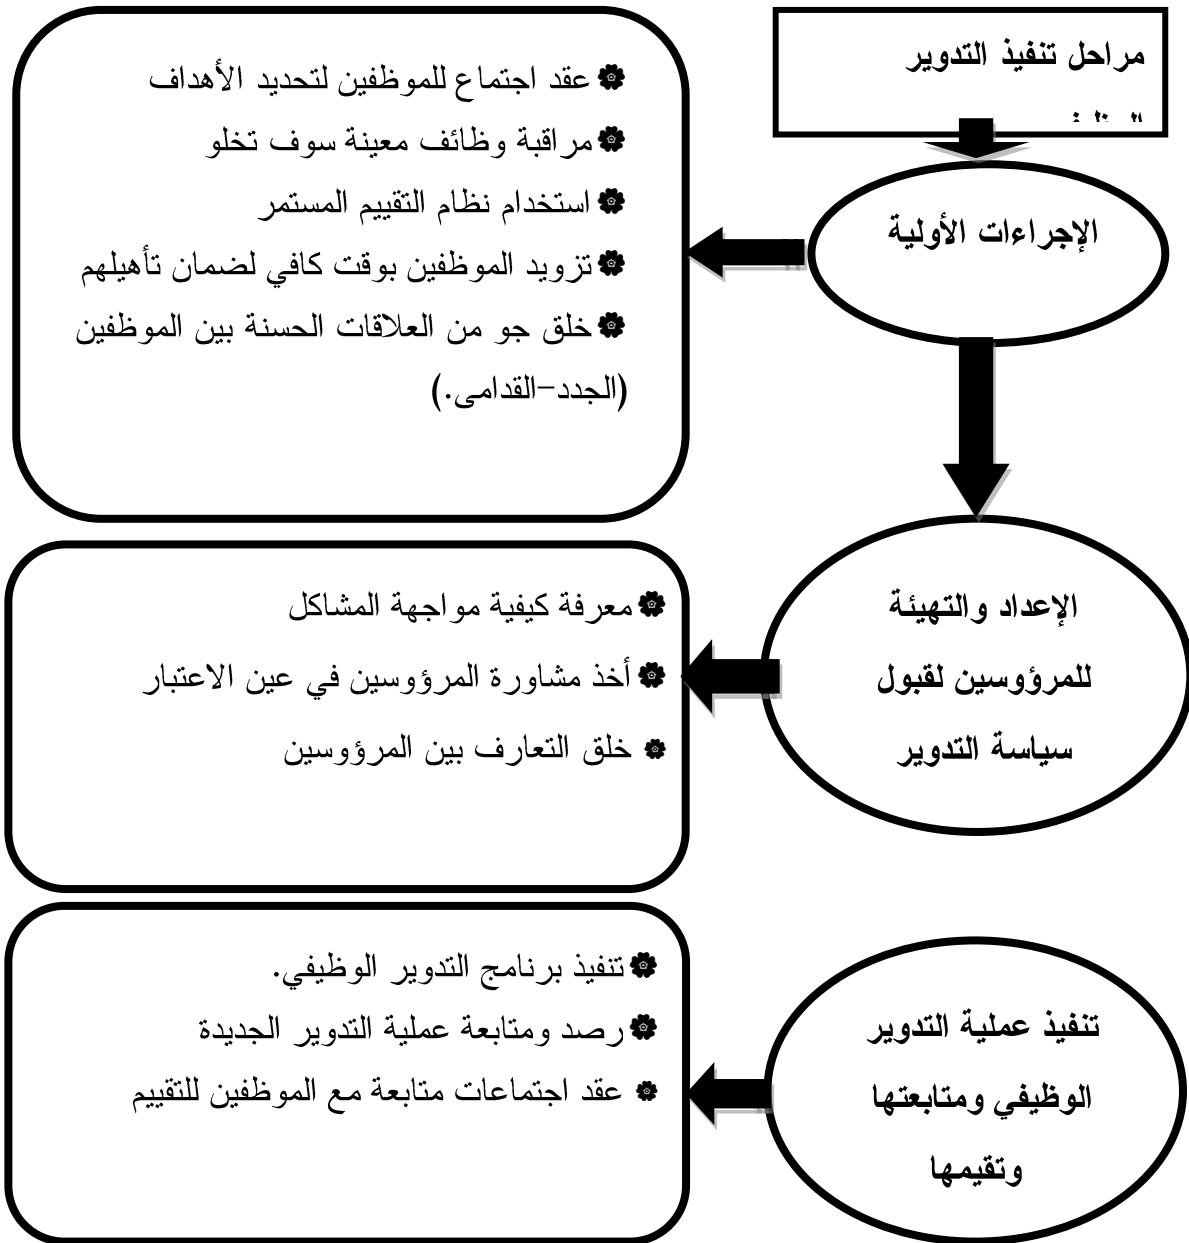 مراحل تنفيذ التدوير
الإجراءات الأولية
عقد اجتماع للموظفين لتحديد الأهداف
مراقبة وظائف معينة سوف تخلو
استخدام نظام التقييم المستمر
تزويد الموظفين بوقت كافي لضمان تأهيلهم
خلق جو من العلاقات الحسنة بين الموظفين
(الجدد-القدامى.)
الإعداد والتهيئة
للمرؤوسين لقبول
سياسة التدوير
معرفة كيفية مواجهة المشاكل
أخذ مشاورة المرؤوسين في عين الاعتبار
خلق التعارف بين المرؤوسين
تنفيذ عملية التدوير
الوظيفي ومتابعتها
وتقيمها
تنفيذ برنامج التدوير الوظيفي.
رصد ومتابعة عملية التدوير الجديدة
عقد اجتماعات متابعة مع الموظفين للتقييم